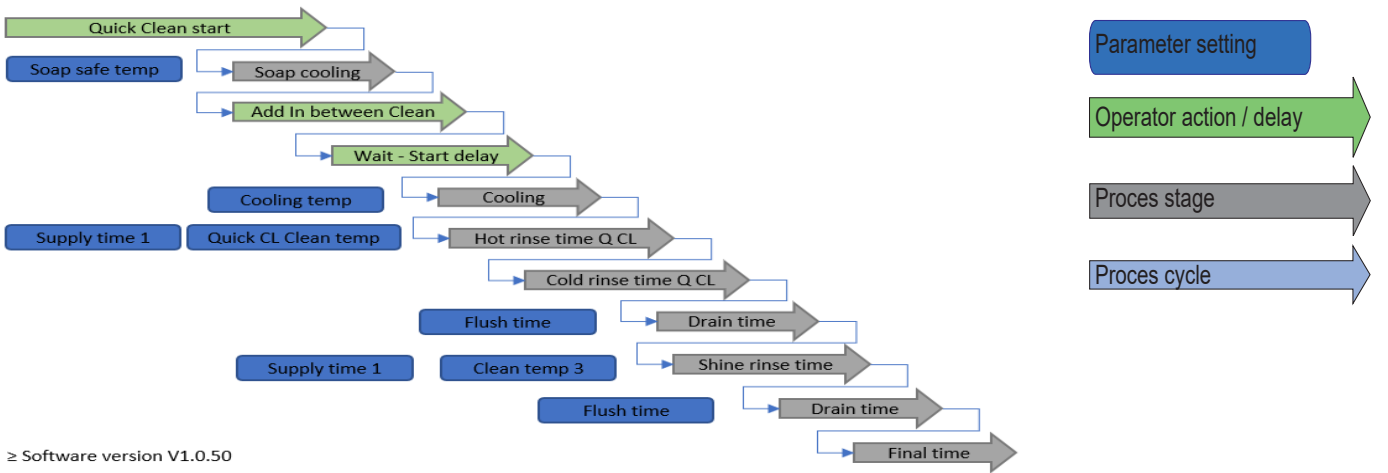 Quick Clean start
Soap safe temp
Soap cooling
Add In between Clean
Wait - Start delay
Cooling temp
Cooling
Supply time 1
Quick CL Clean temp
Hot rinse time Q CL
Cold rinse time Q CL
Flush time
Drain time
Supply time 1
Clean temp 3
Shine rinse time
Flush time
Drain time
Final time
≥ Software version V1.0.50
Parameter setting
Operator action / delay
Proces stage
Proces cycle